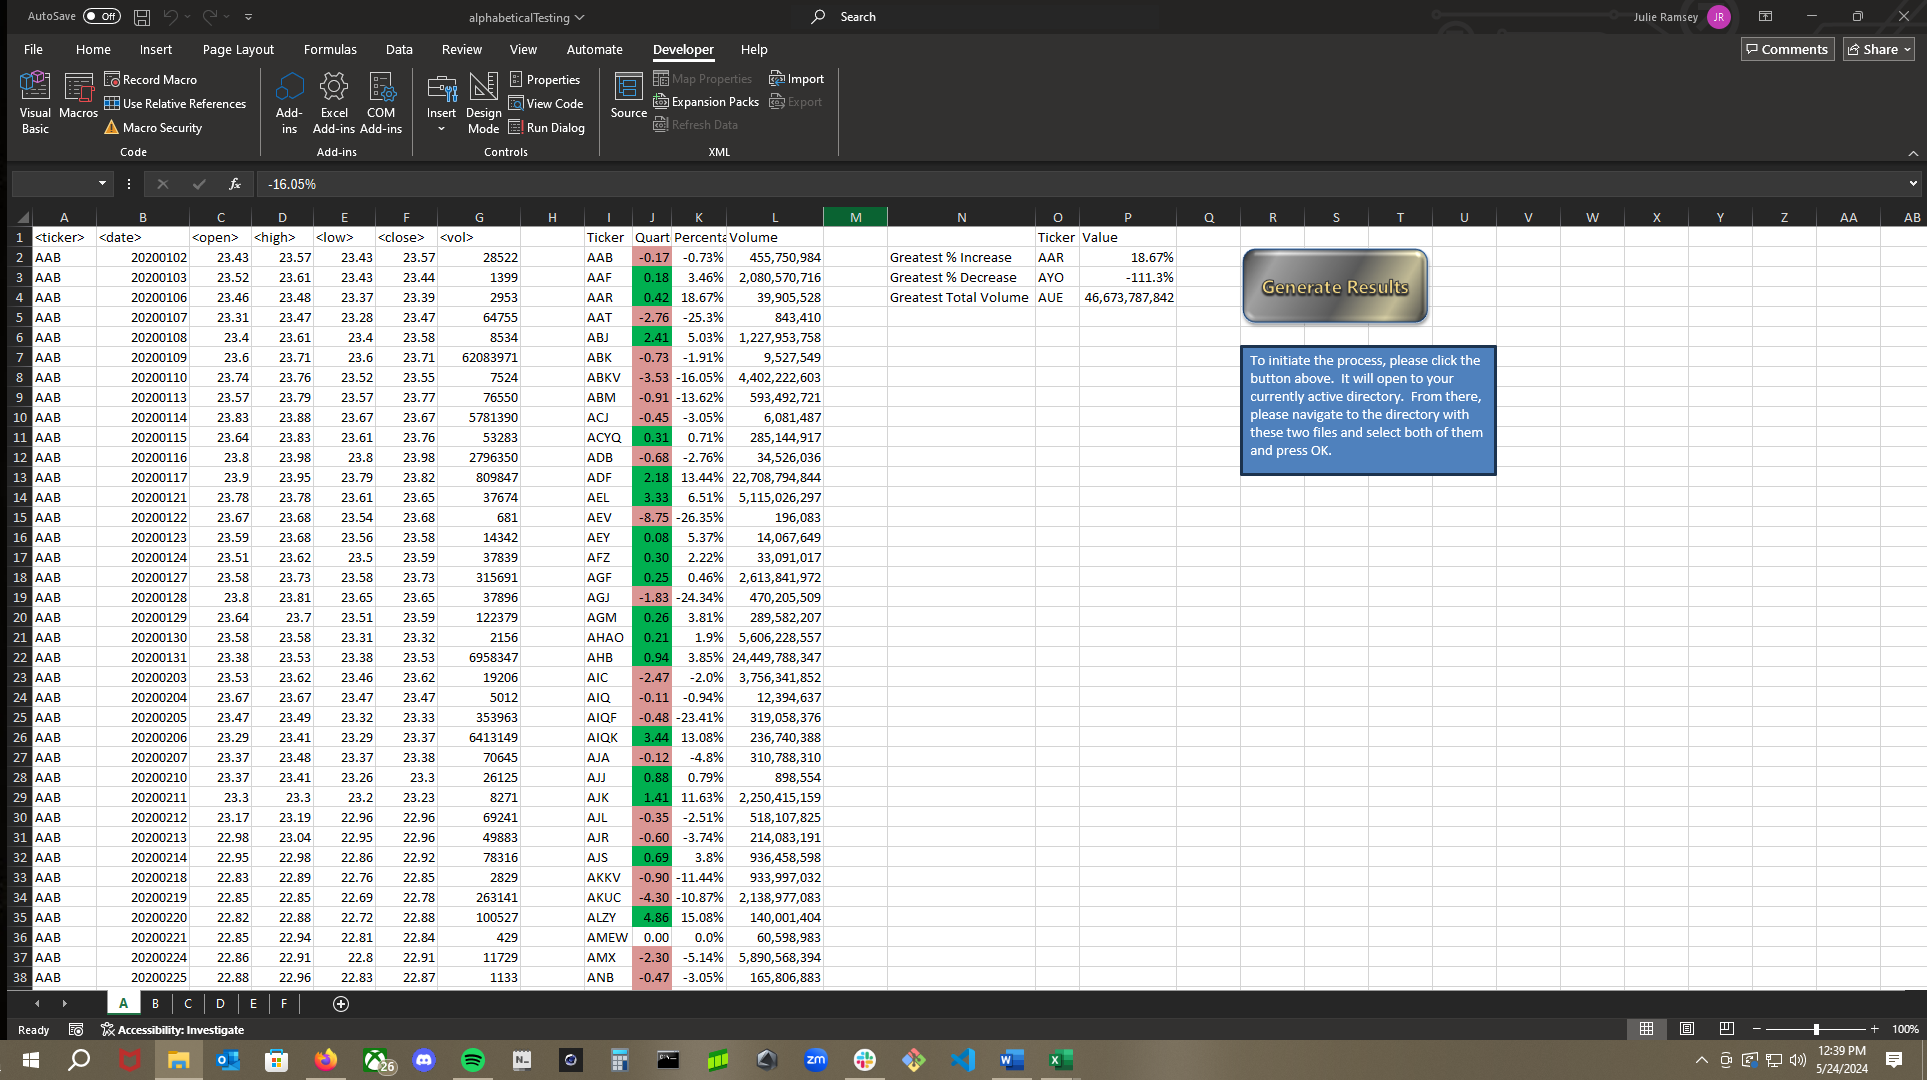 AutoSave Off alphabeticalTesting Search Julie Ramsey JR
File Home Insert Page Layout Formulas Data Review View Automate Developer Help Comments Share
Visual Basic Macros Record Macro Use Relative References Macro Security Code
Add-ins Excel Add-ins COM Add-ins Add-ins
Insert Design Mode Properties View Code Run Dialog Controls
Source Map Properties Expansion Packs Refresh Data Import Export XML
fx -16.05%
A B C D E F G H I J K L M N O P Q R S T U V W X Y Z AA AB
1 <ticker> <date> <open> <high> <low> <close> <vol> Ticker Quart Percenta Volume Ticker Value
2 AAB 20200102 23.43 23.57 23.43 23.57 28522 AAB -0.17 -0.73% 455,750,984 Greatest % Increase AAR 18.67%
3 AAB 20200103 23.52 23.61 23.43 23.44 1399 AAF 0.18 3.46% 2,080,570,716 Greatest % Decrease AYO -111.3%
4 AAB 20200106 23.46 23.48 23.37 23.39 2953 AAR 0.42 18.67% 39,905,528 Greatest Total Volume AUE 46,673,787,842
5 AAB 20200107 23.31 23.47 23.28 23.47 64755 AAT -2.76 -25.3% 843,410
6 AAB 20200108 23.4 23.61 23.4 23.58 8534 ABJ 2.41 5.03% 1,227,953,758
7 AAB 20200109 23.6 23.71 23.6 23.71 62083971 ABK -0.73 -1.91% 9,527,549
8 AAB 20200110 23.74 23.76 23.52 23.55 7524 ABKV -3.53 -16.05% 4,402,222,603
9 AAB 20200113 23.57 23.79 23.57 23.77 76550 ABM -0.91 -13.62% 593,492,721
10 AAB 20200114 23.83 23.88 23.67 23.67 5781390 ACJ -0.45 -3.05% 6,081,487
11 AAB 20200115 23.64 23.83 23.61 23.76 53283 ACYQ 0.31 0.71% 285,144,917
12 AAB 20200116 23.8 23.98 23.8 23.98 2796350 ADB -0.68 -2.76% 34,526,036
13 AAB 20200117 23.9 23.95 23.79 23.82 809847 ADF 2.18 13.44% 22,708,794,844
14 AAB 20200121 23.78 23.78 23.61 23.65 37674 AEL 3.33 6.51% 5,115,026,297
15 AAB 20200122 23.67 23.68 23.54 23.68 681 AEV -8.75 -26.35% 196,083
16 AAB 20200123 23.59 23.68 23.56 23.58 14342 AEY 0.08 5.37% 14,067,649
17 AAB 20200124 23.51 23.62 23.5 23.59 37839 AFZ 0.30 2.22% 33,091,017
18 AAB 20200127 23.58 23.73 23.58 23.73 315691 AGF 0.25 0.46% 2,613,841,972
19 AAB 20200128 23.8 23.81 23.65 23.65 37896 AGJ -1.83 -24.34% 470,205,509
20 AAB 20200129 23.64 23.7 23.51 23.59 122379 AGM 0.26 3.81% 289,582,207
21 AAB 20200130 23.58 23.58 23.31 23.32 2156 AHAO 0.21 1.9% 5,606,228,557
22 AAB 20200131 23.38 23.53 23.38 23.53 6958347 AHB 0.94 3.85% 24,449,788,347
23 AAB 20200203 23.53 23.62 23.46 23.62 19206 AIC -2.47 -2.0% 3,756,341,852
24 AAB 20200204 23.67 23.67 23.47 23.47 5012 AIQ -0.11 -0.94% 12,394,637
25 AAB 20200205 23.47 23.49 23.32 23.33 353963 AIQF -0.48 -23.41% 319,058,376
26 AAB 20200206 23.29 23.41 23.29 23.37 6413149 AIQK 3.44 13.08% 236,740,388
27 AAB 20200207 23.37 23.48 23.37 23.38 70645 AJA -0.12 -4.8% 310,788,310
28 AAB 20200210 23.37 23.41 23.26 23.3 26125 AJJ 0.88 0.79% 898,554
29 AAB 20200211 23.3 23.3 23.2 23.23 8271 AJK 1.41 11.63% 2,250,415,159
30 AAB 20200212 23.17 23.19 22.96 22.96 69241 AJL -0.35 -2.51% 518,107,825
31 AAB 20200213 22.98 23.04 22.95 22.96 49883 AJR -0.60 -3.74% 214,083,191
32 AAB 20200214 22.95 22.98 22.86 22.92 78316 AJS 0.69 3.8% 936,458,598
33 AAB 20200218 22.83 22.89 22.76 22.85 2829 AKKV -0.90 -11.44% 933,997,032
34 AAB 20200219 22.85 22.85 22.69 22.78 263141 AKUC -4.30 -10.87% 2,138,977,083
35 AAB 20200220 22.82 22.88 22.72 22.88 100527 ALZY 4.86 15.08% 140,001,404
36 AAB 20200221 22.85 22.94 22.81 22.84 429 AMEW 0.00 0.0% 60,598,983
37 AAB 20200224 22.86 22.91 22.8 22.91 11729 AMX -2.30 -5.14% 5,890,568,394
38 AAB 20200225 22.88 22.96 22.83 22.87 1133 ANB -0.47 -3.05% 165,806,883
Generate Results
To initiate the process, please click the
button above. It will open to your
currently active directory. From there,
please navigate to the directory with
these two files and select both of them
and press OK.
A B C D E F
Ready Accessibility: Investigate 100%
26 zm 12:39 PM
5/24/2024